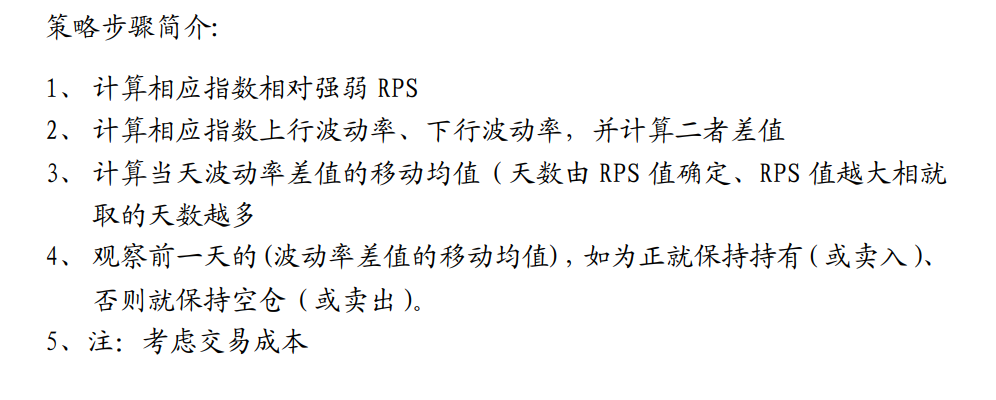 策略步骤简介:
1、 计算相应指数相对强弱 RPS
2、 计算相应指数上行波动率、下行波动率，并计算二者差值
3、 计算当天波动率差值的移动均值（天数由 RPS 值确定、RPS 值越大相就
取的天数越多
4、 观察前一天的(波动率差值的移动均值)，如为正就保持持有(或卖入)、
否则就保持空仓（或卖出)。
5、注：考虑交易成本